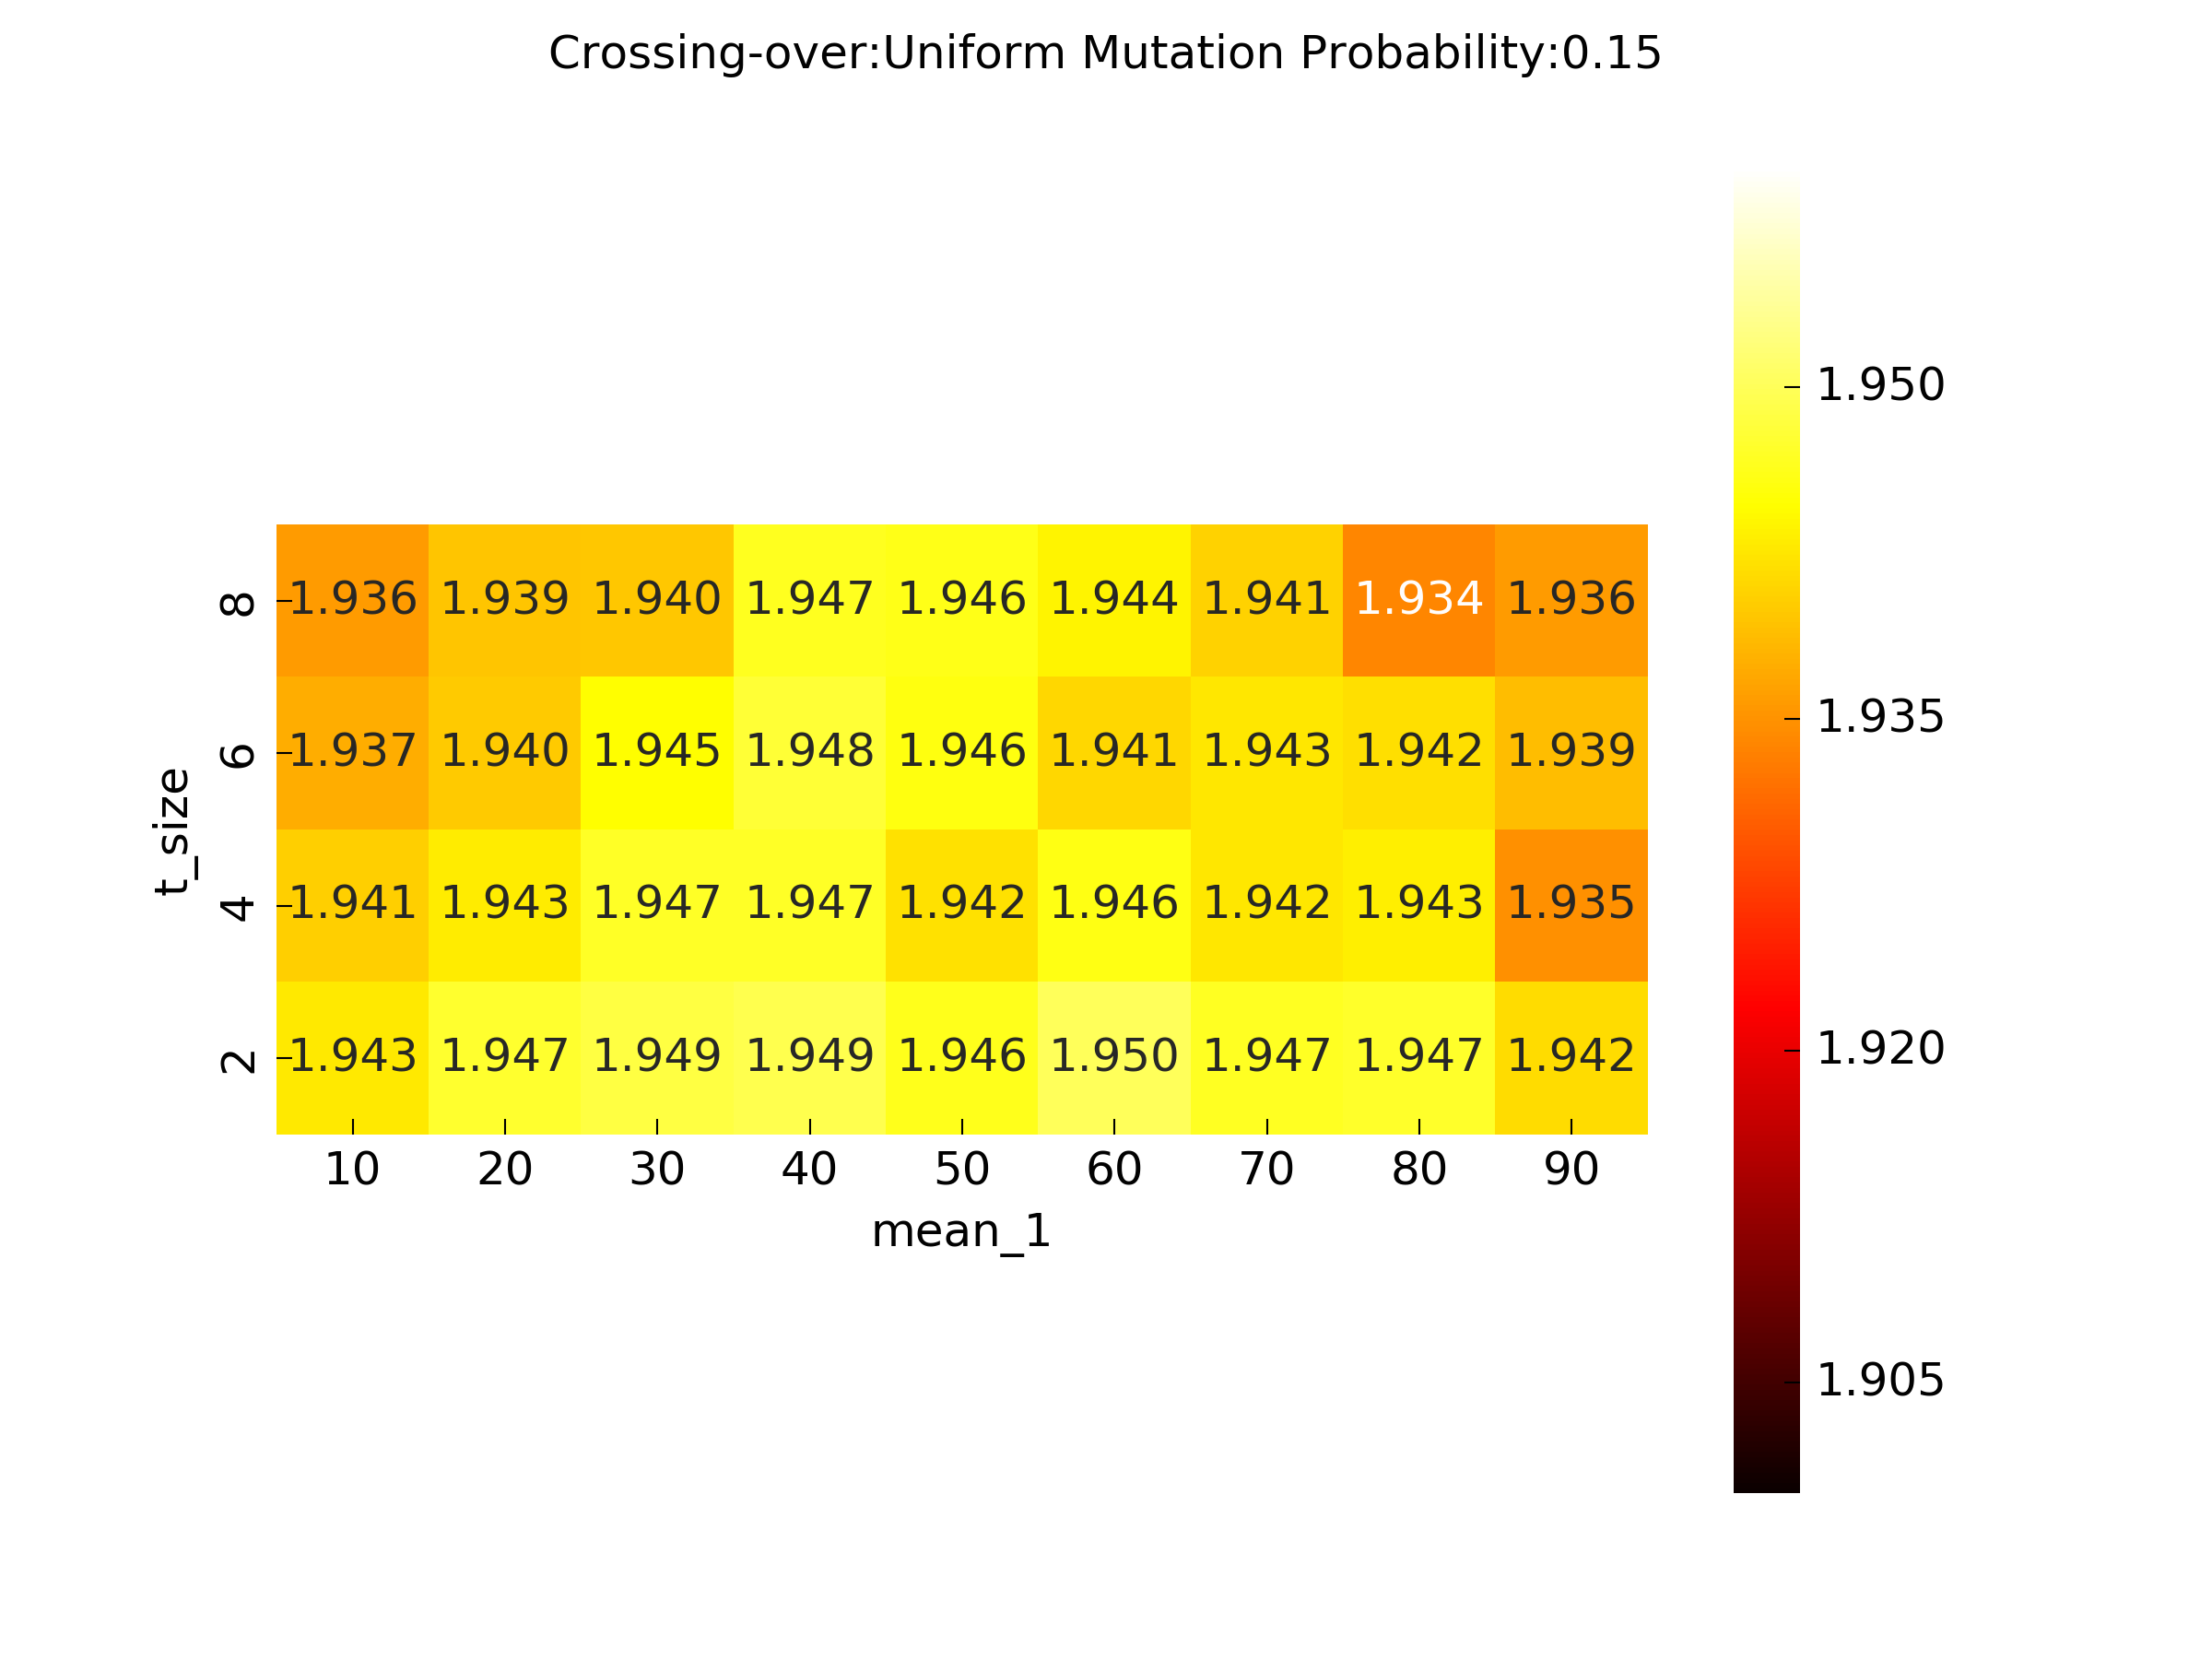 Crossing-over:Uniform Mutation Probability:0.15
8 1.936 1.939 1.940 1.947 1.946 1.944 1.941 1.934 1.936
6 1.937 1.940 1.945 1.948 1.946 1.941 1.943 1.942 1.939
4 1.941 1.943 1.947 1.947 1.942 1.946 1.942 1.943 1.935
2 1.943 1.947 1.949 1.949 1.946 1.950 1.947 1.947 1.942
10 20 30 40 50 60 70 80 90
mean_1
t_size
1.950
1.935
1.920
1.905